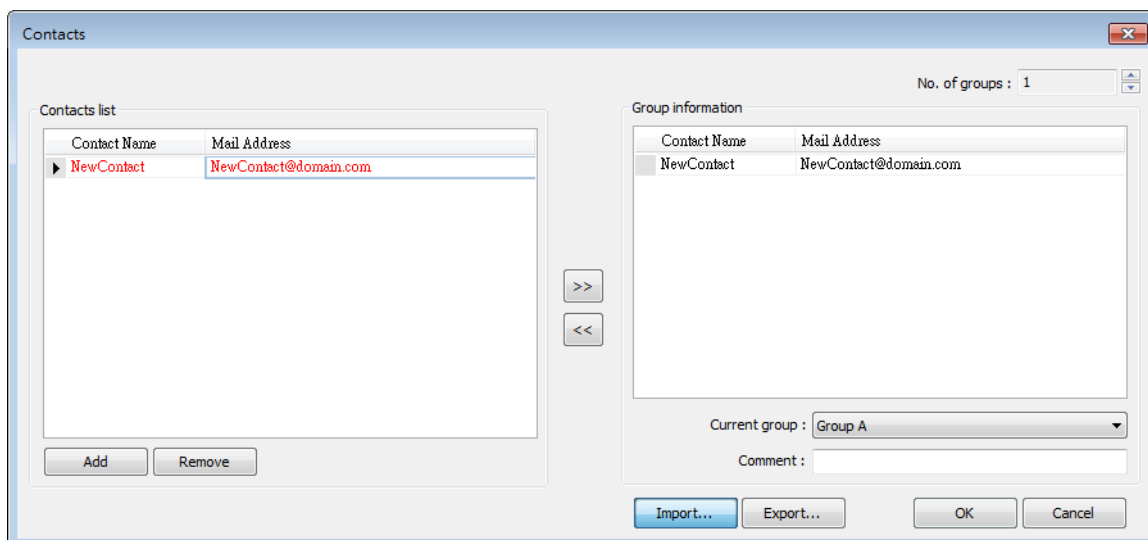 Contacts
No. of groups : 1
Contacts list
Contact Name Mail Address
NewContact NewContact@domain.com
Add Remove
>>
<<
Group information
Contact Name Mail Address
NewContact NewContact@domain.com
Current group : Group A
Comment :
Import... Export... OK Cancel